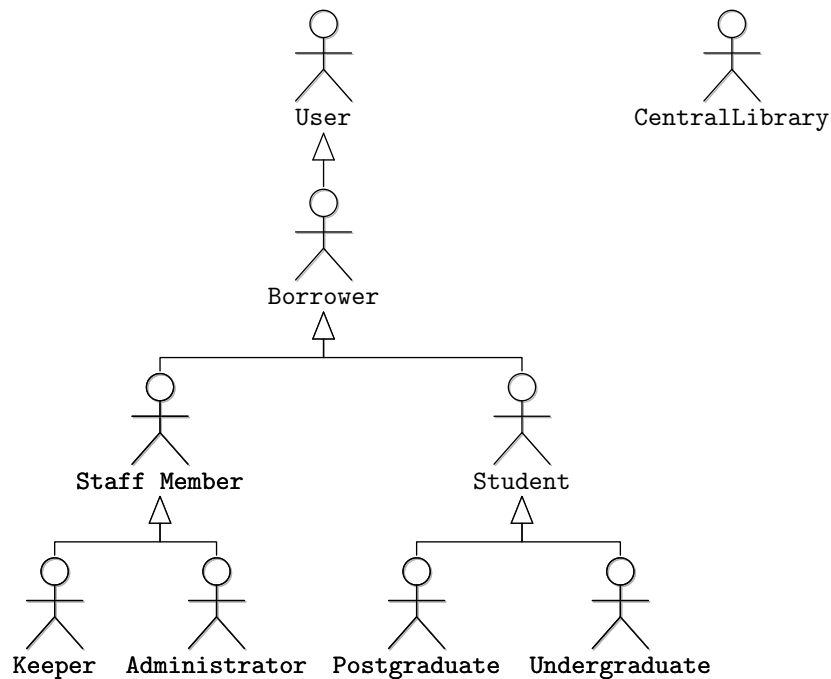 User
CentralLibrary
Borrower
Staff Member
Student
Keeper
Administrator
Postgraduate
Undergraduate